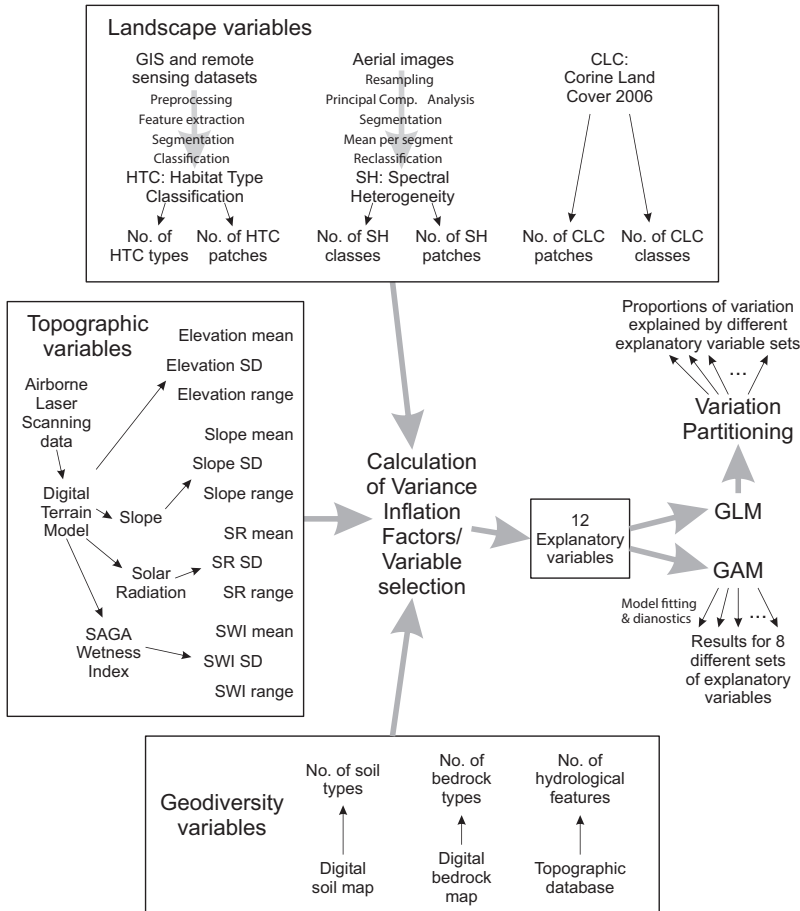 Landscape variables
GIS and remote
sensing datasets
Preprocessing
Feature extraction
Segmentation
Classification
HTC: Habitat Type
Classification
No. of
HTC types
No. of HTC
patches
Aerial images
Resampling
Principal Comp. Analysis
Segmentation
Mean per segment
Reclassification
SH: Spectral
Heterogeneity
No. of SH
classes
No. of SH
patches
CLC:
Corine Land
Cover 2006
No. of CLC
patches
No. of CLC
classes
Topographic
variables
Airborne
Laser
Scanning
data
Digital
Terrain
Model
Slope
Solar
Radiation
SAGA
Wetness
Index
Elevation mean
Elevation SD
Elevation range
Slope mean
Slope SD
Slope range
SR mean
SR SD
SR range
SWI mean
SWI SD
SWI range
Calculation
of Variance
Inflation
Factors/
Variable
selection
12
Explanatory
variables
Proportions of variation
explained by different
explanatory variable sets
...
Variation
Partitioning
GLM
GAM
Model fitting
& dianostics
...
Results for 8
different sets
of explanatory
variables
Geodiversity
variables
No. of soil
types
Digital
soil map
No. of
bedrock
types
Digital
bedrock
map
No. of
hydrological
features
Topographic
database